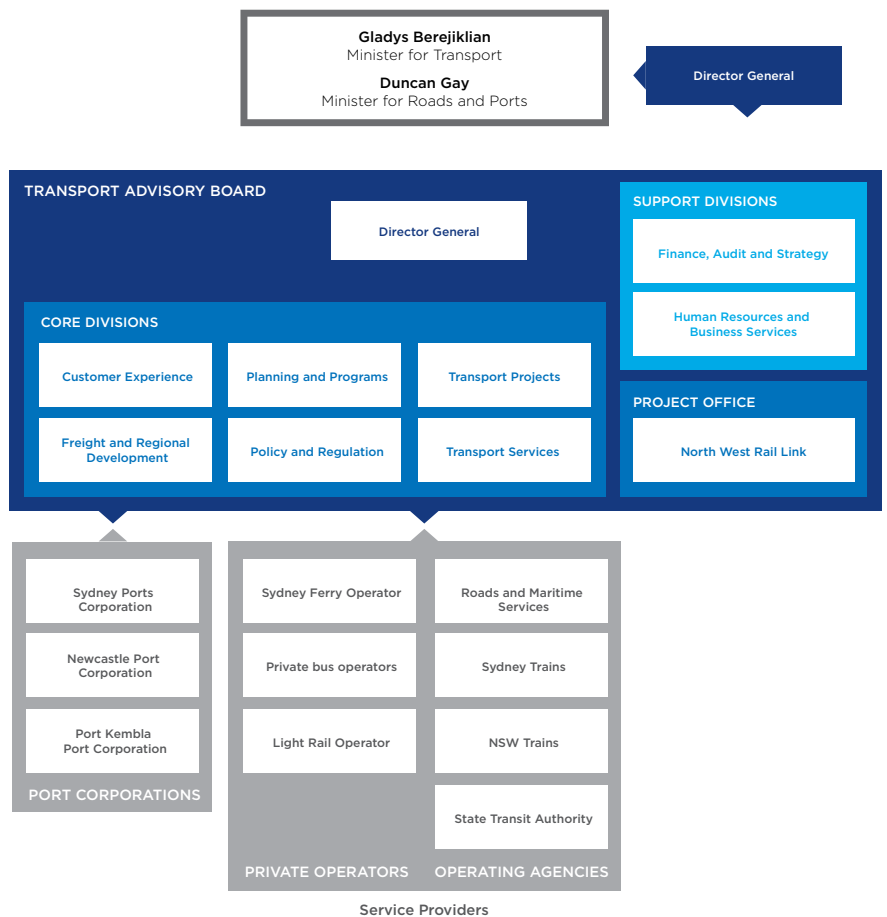 Gladys Berejiklian
Minister for Transport
Duncan Gay
Minister for Roads and Ports
Director General
TRANSPORT ADVISORY BOARD
Director General
SUPPORT DIVISIONS
Finance, Audit and Strategy
Human Resources and
Business Services
CORE DIVISIONS
Customer Experience
Planning and Programs
Transport Projects
Freight and Regional
Development
Policy and Regulation
Transport Services
PROJECT OFFICE
North West Rail Link
Sydney Ports
Corporation
Newcastle Port
Corporation
Port Kembla
Port Corporation
PORT CORPORATIONS
Sydney Ferry Operator
Private bus operators
Light Rail Operator
PRIVATE OPERATORS
Roads and Maritime
Services
Sydney Trains
NSW Trains
State Transit Authority
OPERATING AGENCIES
Service Providers